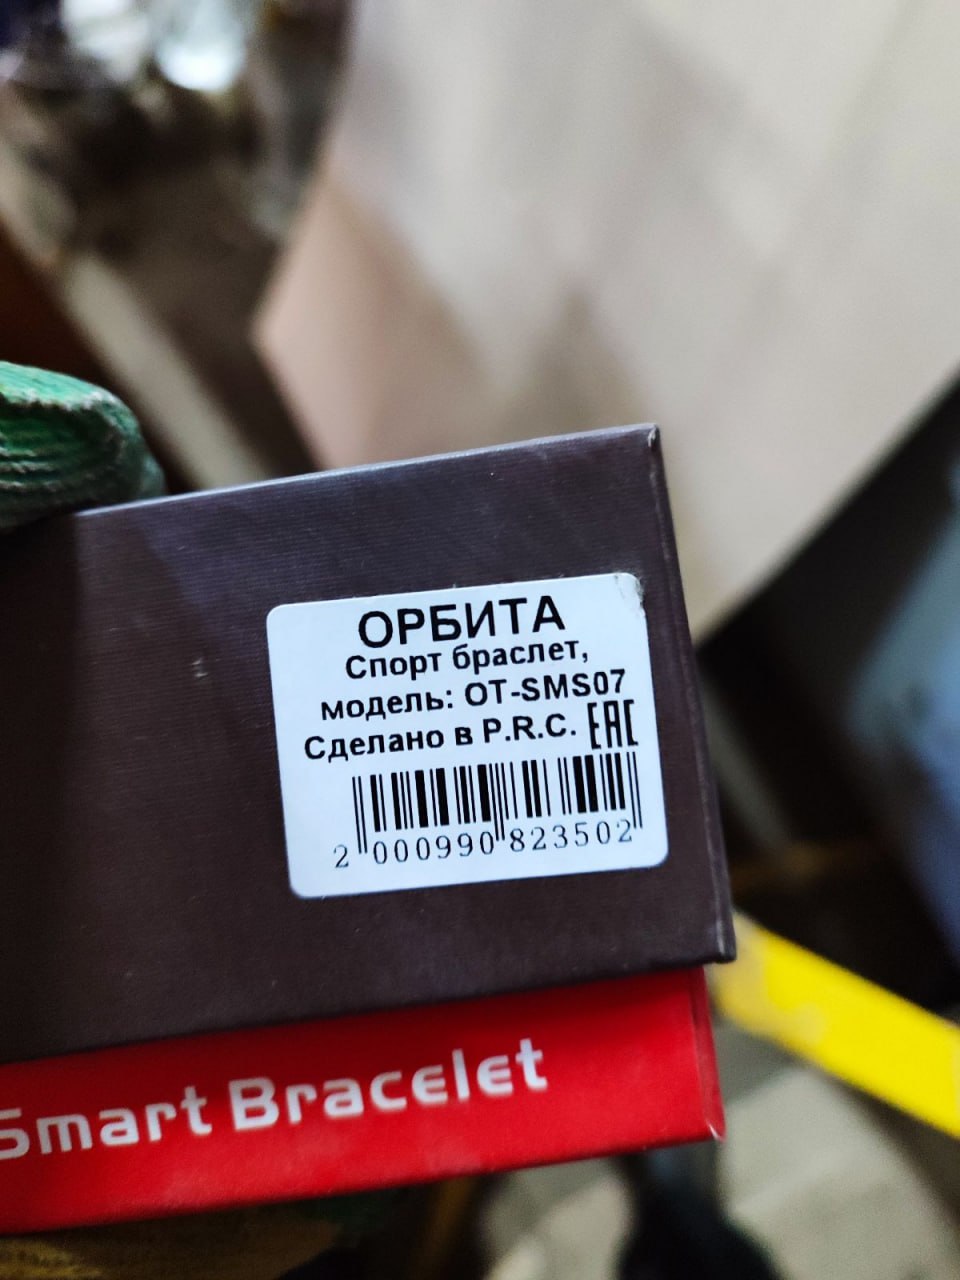 ОРБИТА
Спорт браслет,
модель: OT-SMS07
Сделано в P.R.C. EAC
2 000990 823502
Smart Bracelet